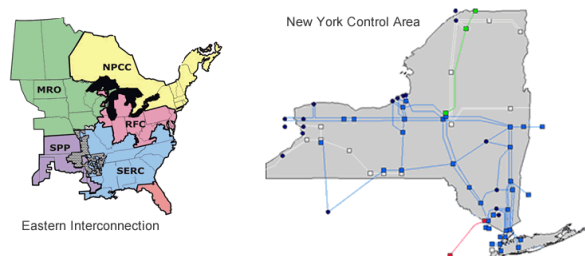 New York Control Area
NPCC
MRO
RFC
SPP
SERC
Eastern Interconnection